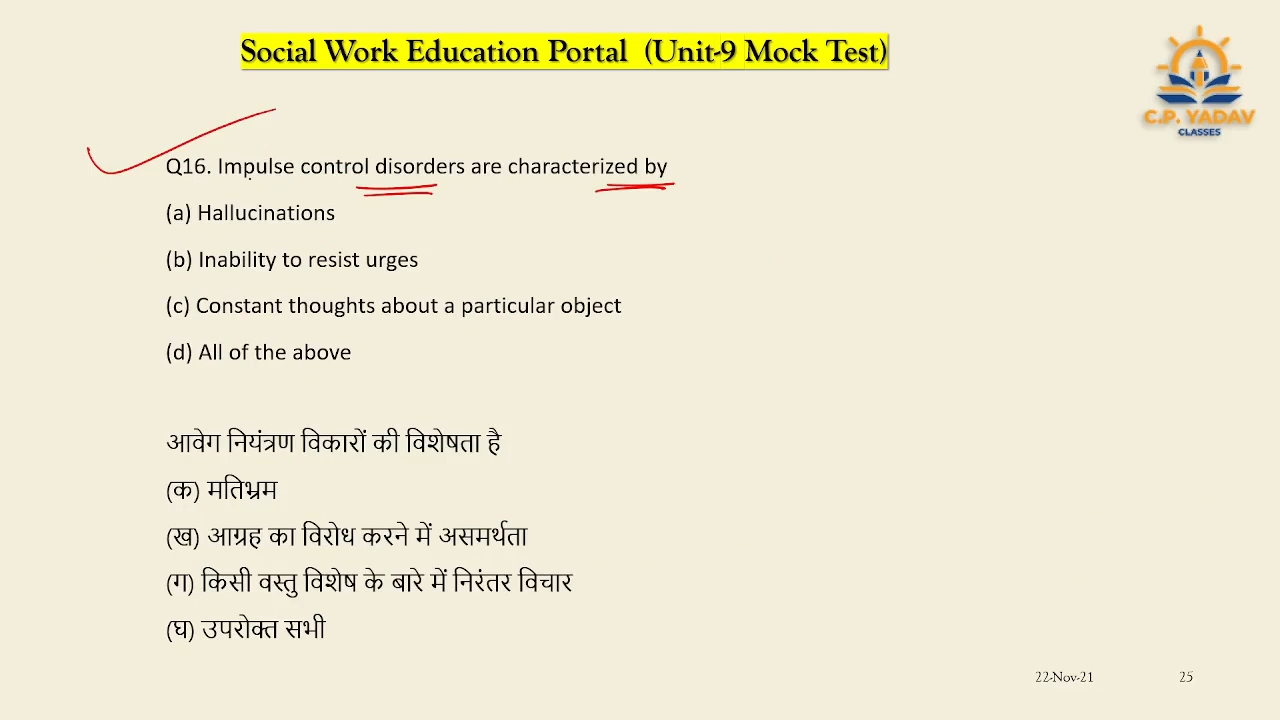 Social Work Education Portal (Unit-9 Mock Test)
C.P. YADAV
CLASSES
Q16. Impulse control disorders are characterized by
(a) Hallucinations
(b) Inability to resist urges
(c) Constant thoughts about a particular object
(d) All of the above
आवेग नियंत्रण विकारों की विशेषता है
(क) मतिभ्रम
(ख) आग्रह का विरोध करने में असमर्थता
(ग) किसी वस्तु विशेष के बारे में निरंतर विचार
(घ) उपरोक्त सभी
22-Nov-21
25